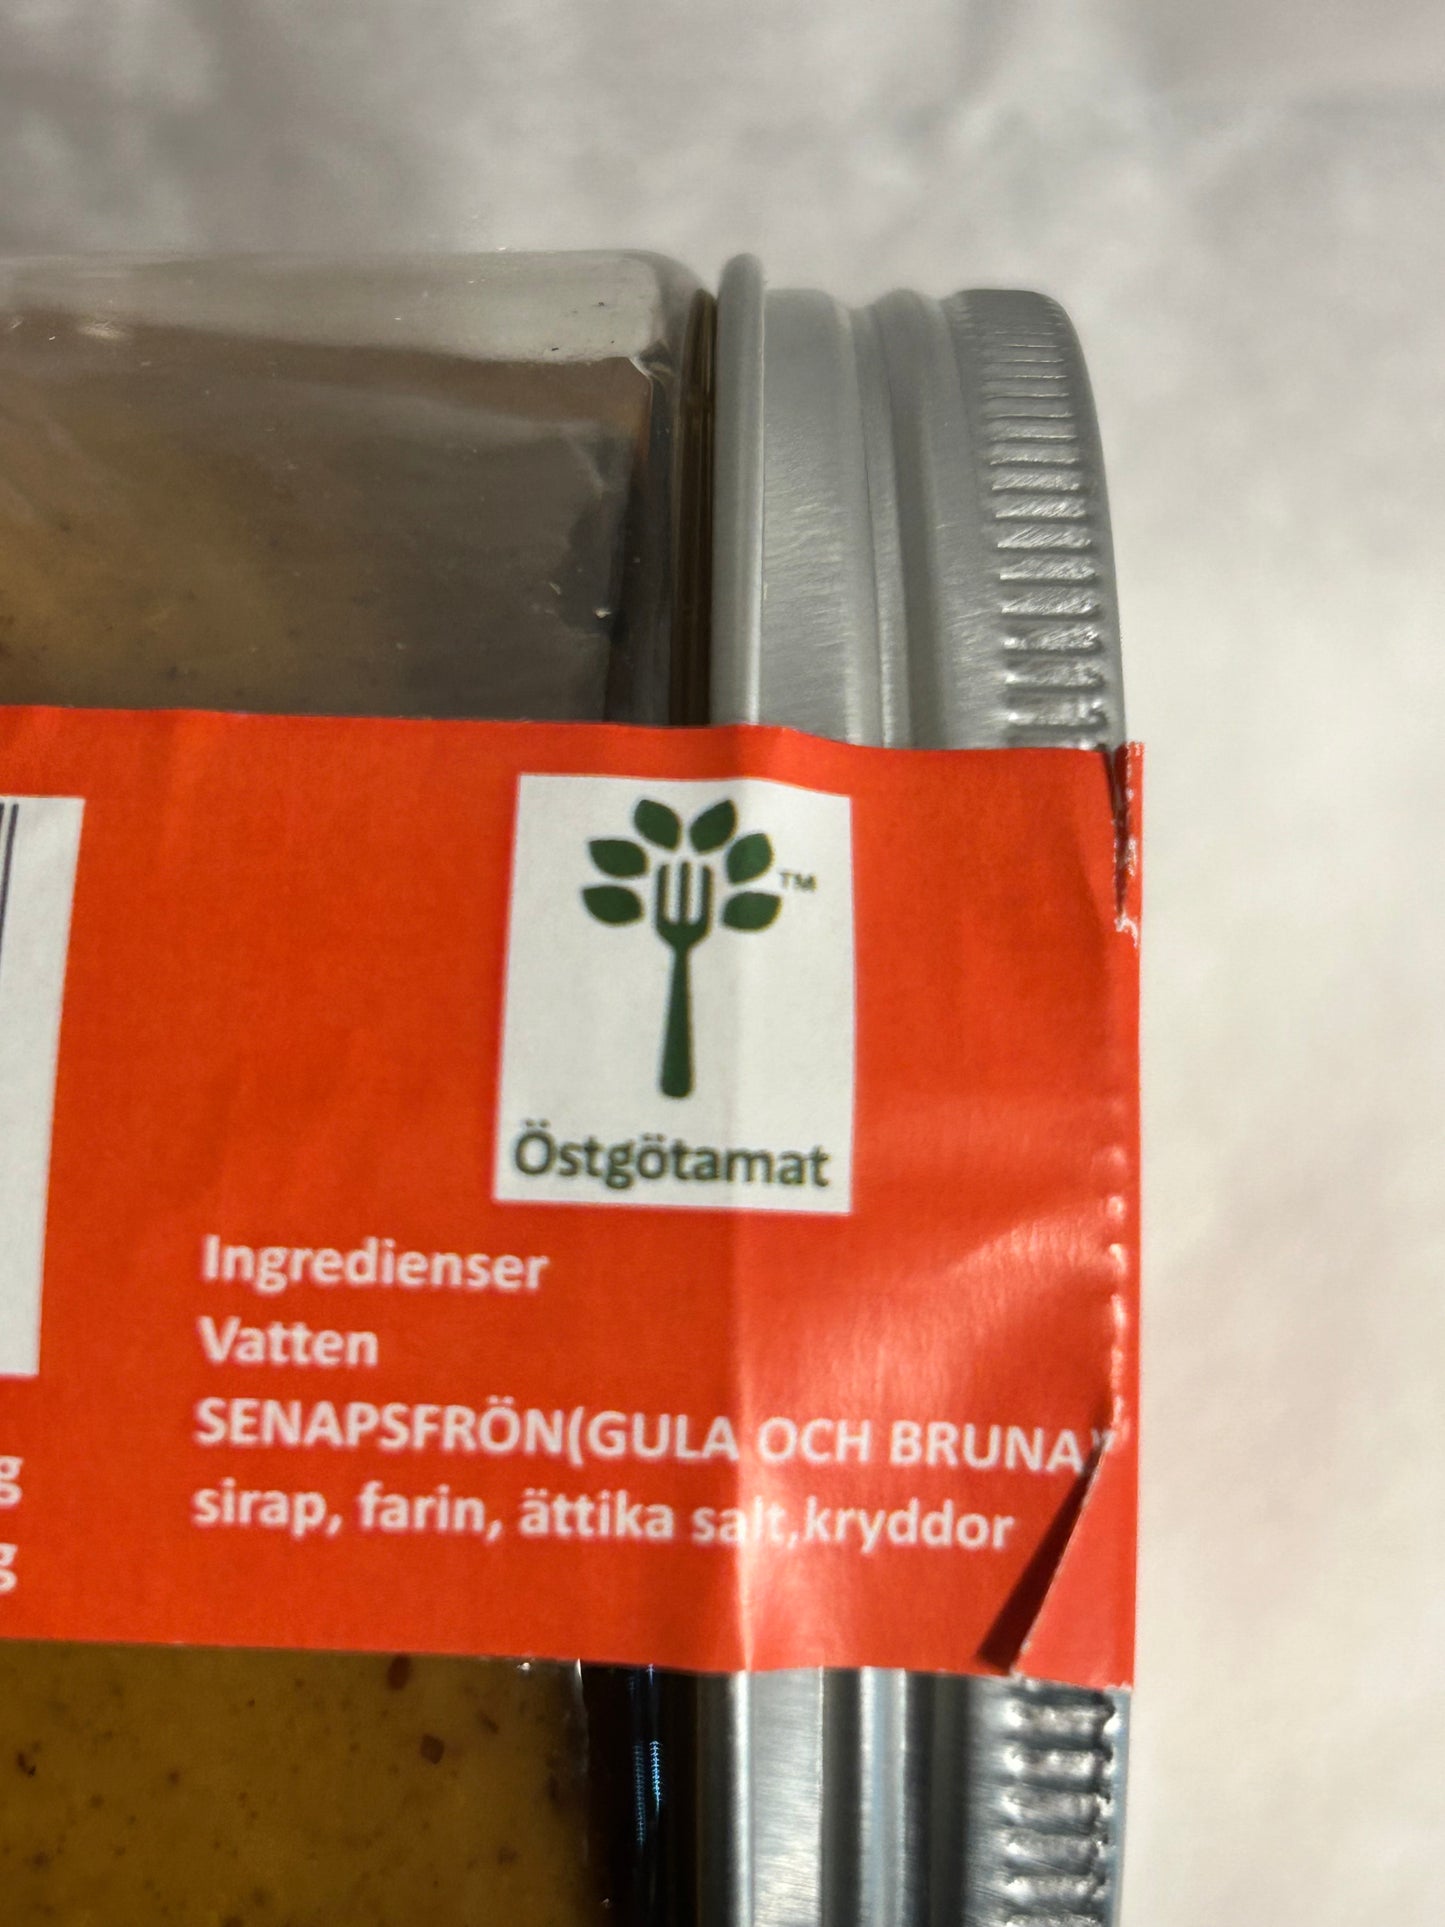 TM
Östgötamat
Ingredienser
Vatten
SENAPSFRÖN(GULA OCH BRUNA)
sirap, farin, ättika salt,kryddor
g
g